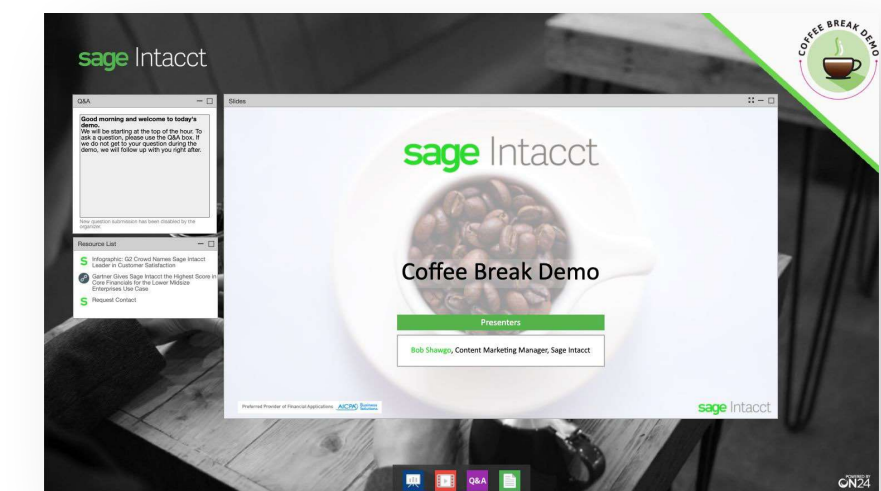 sage Intacct
COFFEE BREAK DEMO
Q&A
Good morning and welcome to today's
demo.
We will be starting at the top of the hour. To
ask a question, please use the Q&A box. If
we do not get to your question during the
demo, we will follow up with you right after.
New question submission has been disabled by the
organizer.
Resource List
Infographic: G2 Crowd Names Sage Intacct
Leader in Customer Satisfaction
Gartner Gives Sage Intacct the Highest Score in
Core Financials for the Lower Midsize
Enterprises Use Case
Request Contact
Slides
sage Intacct
Coffee Break Demo
Presenters
Bob Shawgo, Content Marketing Manager, Sage Intacct
Preferred Provider of Financial Applications
AICPA
Business
Solutions
sage Intacct
Q&A
POWERED BY
ON24